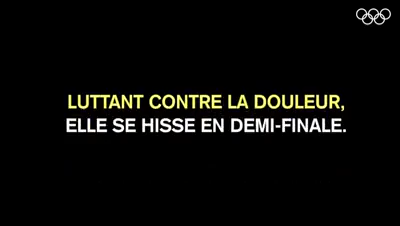 LUTTANT CONTRE LA DOULEUR,
ELLE SE HISSE EN DEMI-FINALE.